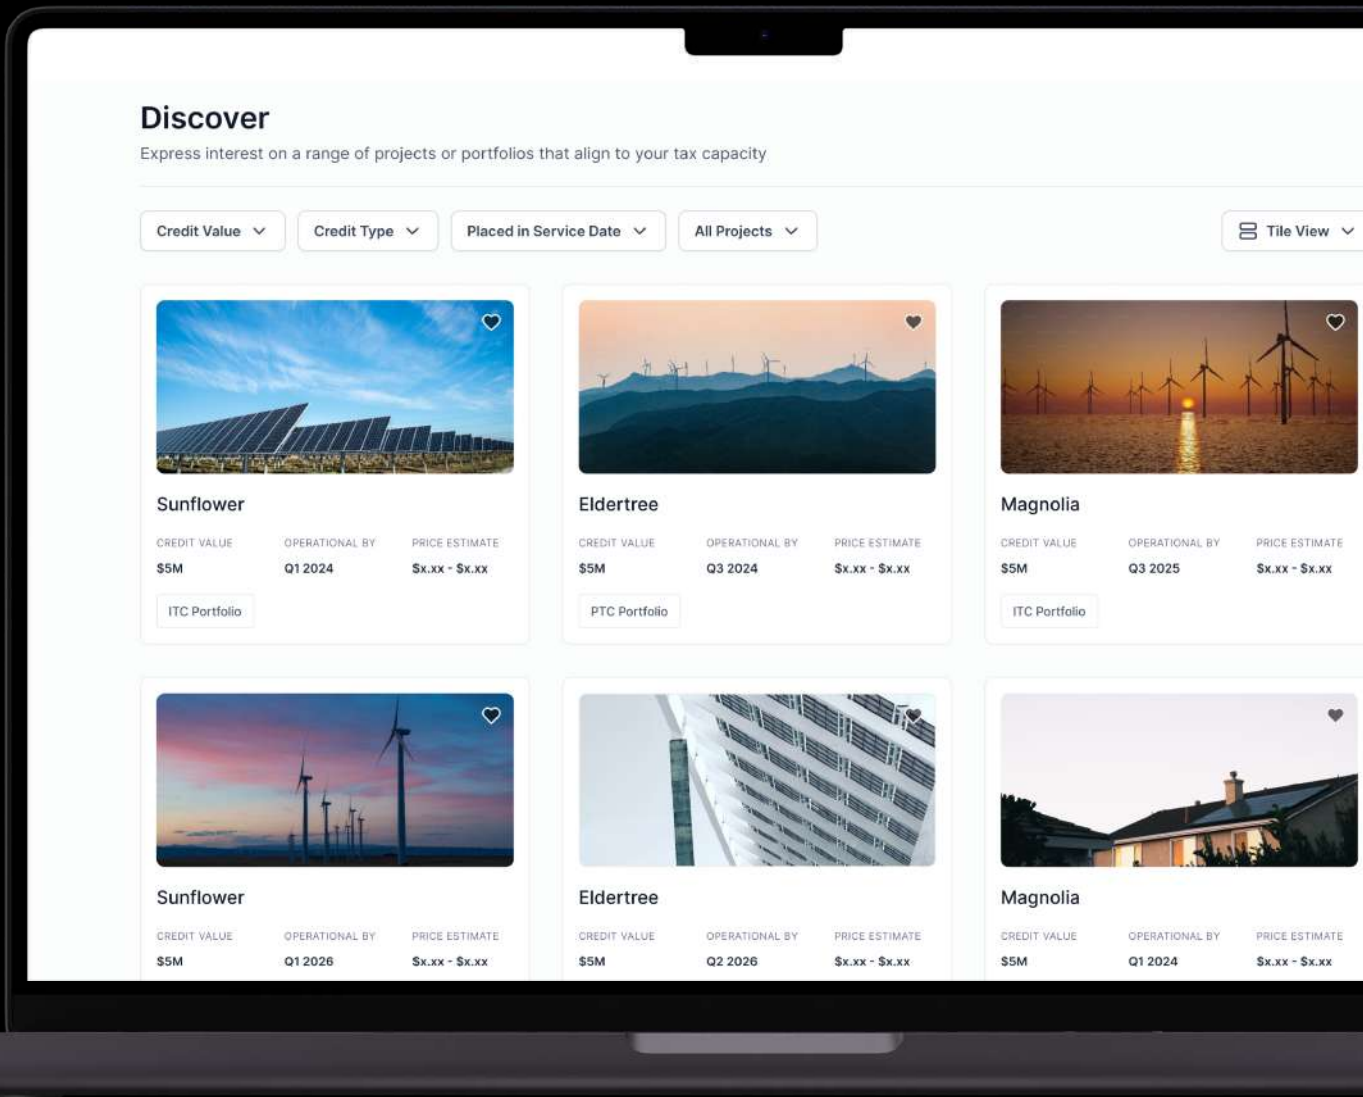 Discover
Express interest on a range of projects or portfolios that align to your tax capacity
Credit Value
Credit Type
Placed in Service Date
All Projects
Tile View
Sunflower
CREDIT VALUE OPERATIONAL BY PRICE ESTIMATE
$5M Q1 2024 $x.xx - $x.xx
ITC Portfolio
Eldertree
CREDIT VALUE OPERATIONAL BY PRICE ESTIMATE
$5M Q3 2024 $x.xx - $x.xx
PTC Portfolio
Magnolia
CREDIT VALUE OPERATIONAL BY PRICE ESTIMATE
$5M Q3 2025 $x.xx - $x.xx
ITC Portfolio
Sunflower
CREDIT VALUE OPERATIONAL BY PRICE ESTIMATE
$5M Q1 2026 $x.xx - $x.xx
Eldertree
CREDIT VALUE OPERATIONAL BY PRICE ESTIMATE
$5M Q2 2026 $x.xx - $x.xx
Magnolia
CREDIT VALUE OPERATIONAL BY PRICE ESTIMATE
$5M Q1 2024 $x.xx - $x.xx